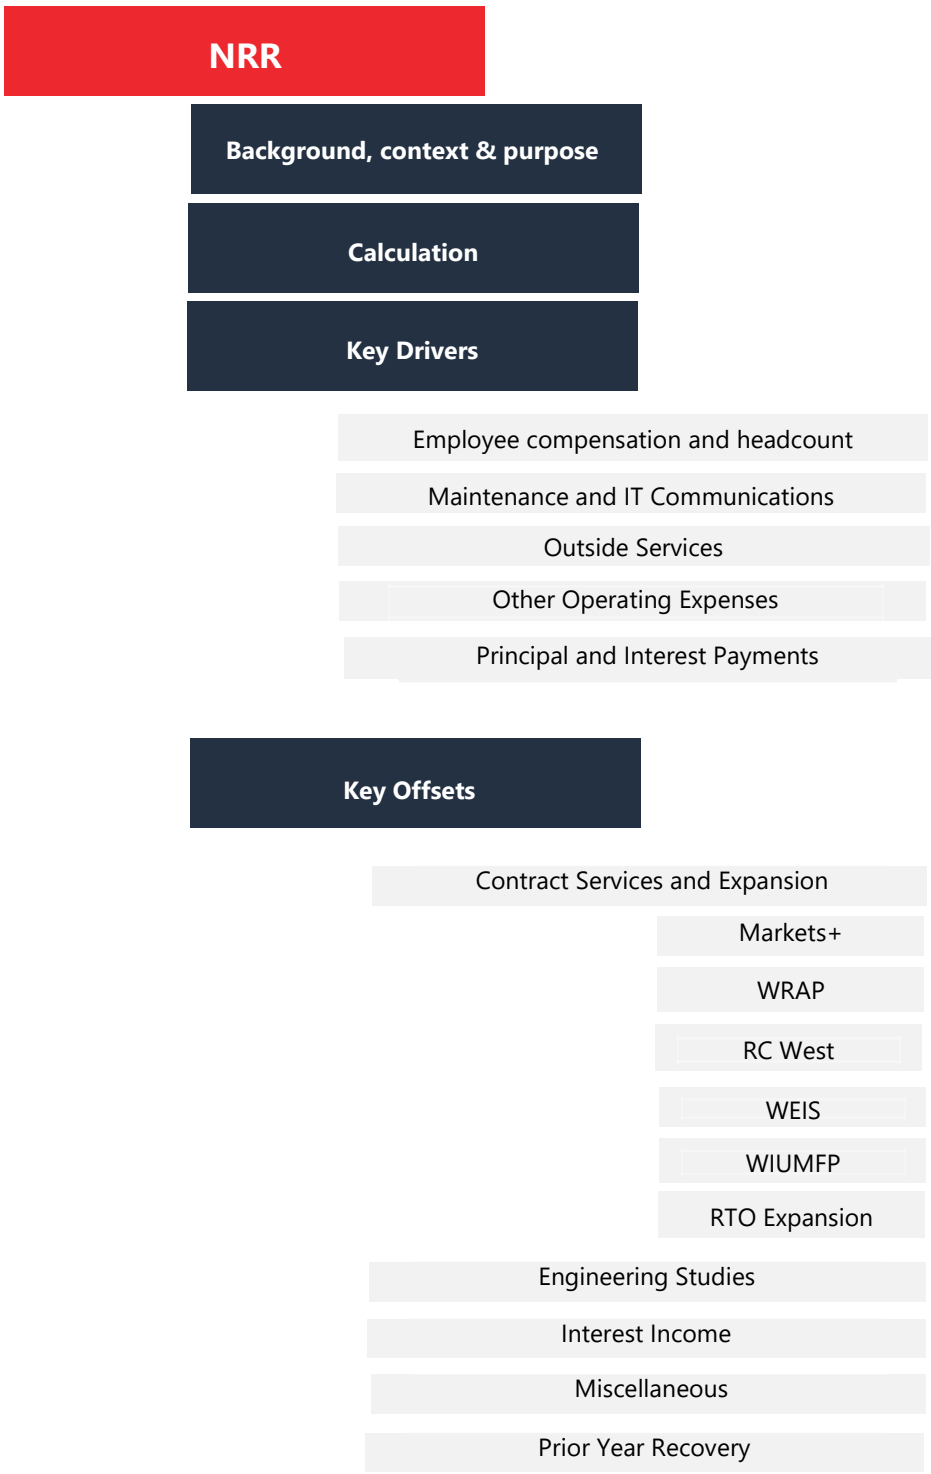 NRR
Background, context & purpose
Calculation
Key Drivers
Employee compensation and headcount
Maintenance and IT Communications
Outside Services
Other Operating Expenses
Principal and Interest Payments
Key Offsets
Contract Services and Expansion
Markets+
WRAP
RC West
WEIS
WIUMFP
RTO Expansion
Engineering Studies
Interest Income
Miscellaneous
Prior Year Recovery